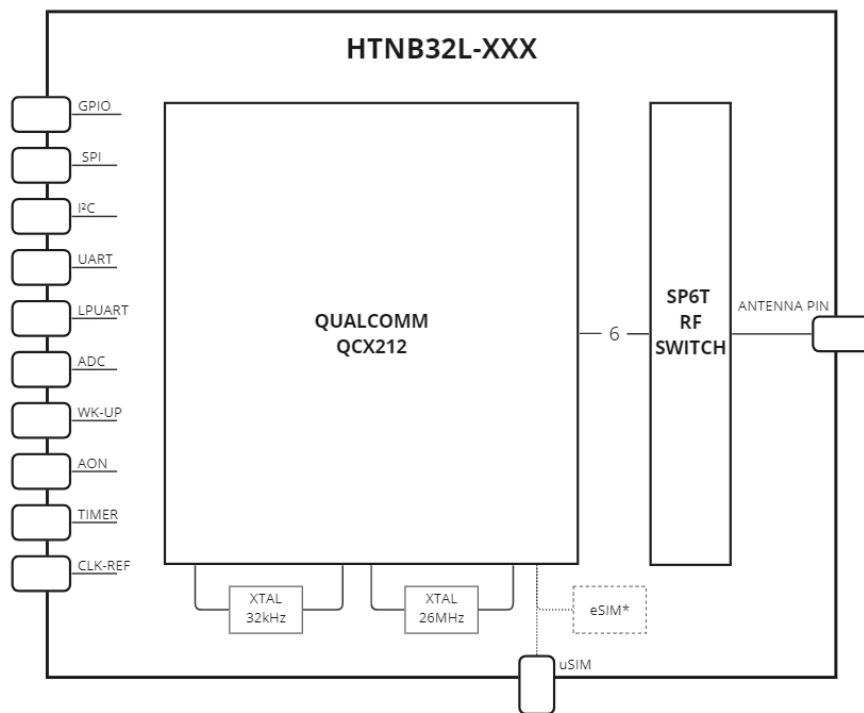 HTNB32L-XXX
GPIO
SPI
I²C
UART
LPUART
ADC
WK-UP
AON
TIMER
CLK-REF
QUALCOMM
QCX212
6
SP6T
RF
SWITCH
ANTENNA PIN
XTAL
32kHz
XTAL
26MHz
eSIM*
uSIM